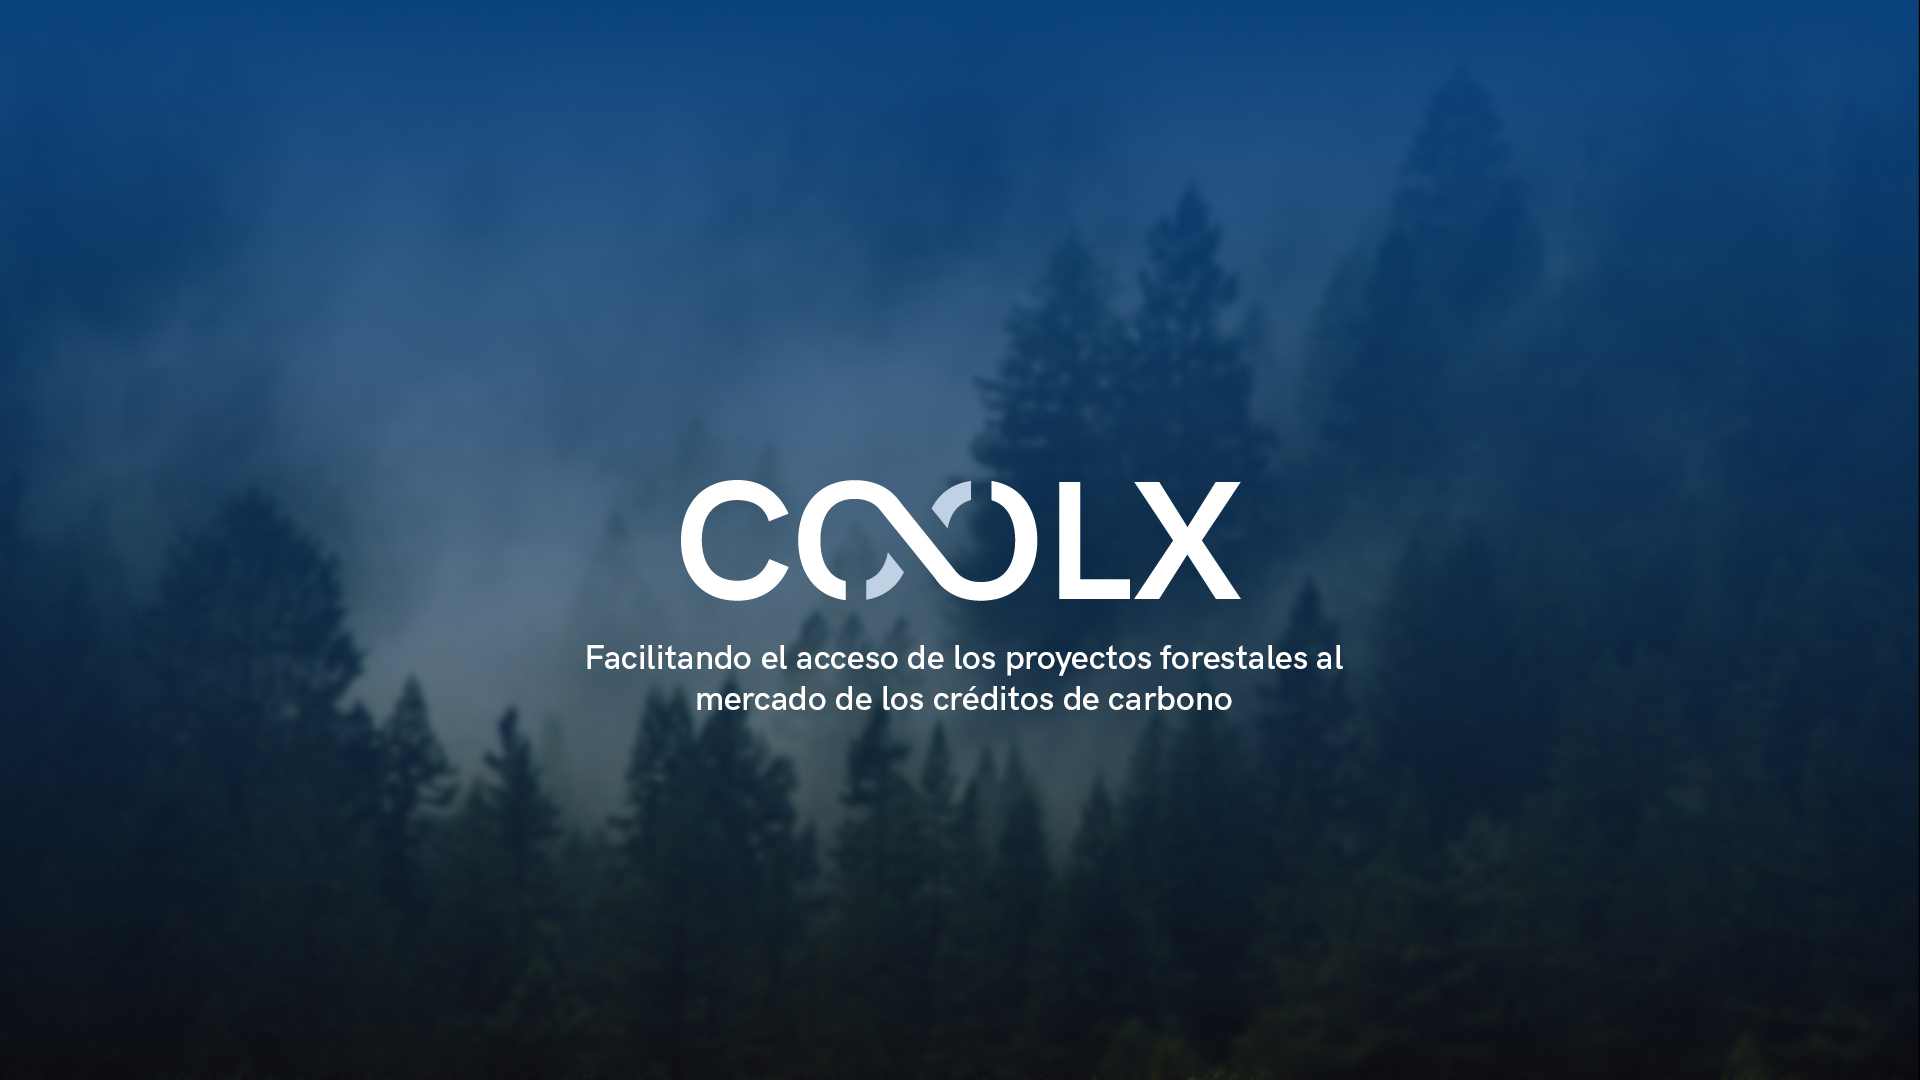 COOLX
Facilitando el acceso de los proyectos forestales al
mercado de los créditos de carbono